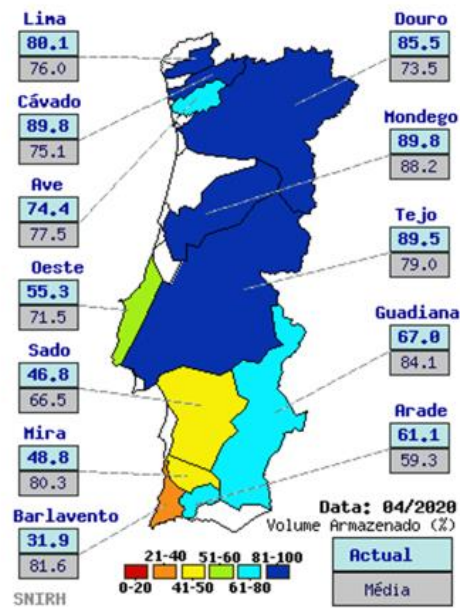 Lima
80.1
76.0
Cávado
89.8
75.1
Ave
74.4
77.5
Oeste
55.3
71.5
Sado
46.8
66.5
Mira
48.8
80.3
Barlavento
31.9
81.6
SNIRH
Douro
85.5
73.5
Mondego
89.8
88.2
Tejo
89.5
79.0
Guadiana
67.0
84.1
Arade
61.1
59.3
Data: 04/2020
Volume Armazenado (%)
Actual
Média
21-40 51-60 81-100
0-20 41-50 61-80